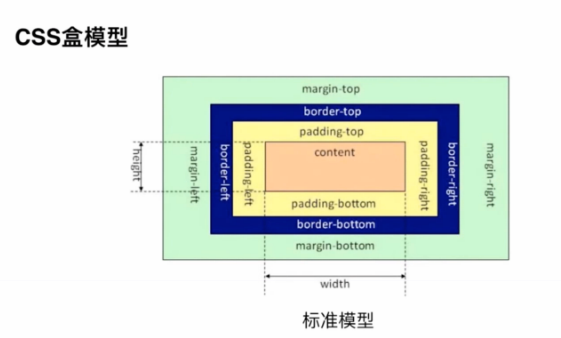 CSS盒模型
margin-top
border-top
padding-top
content
height
margin-left
border-left
padding-left
padding-right
border-right
margin-right
padding-bottom
border-bottom
margin-bottom
width
标准模型